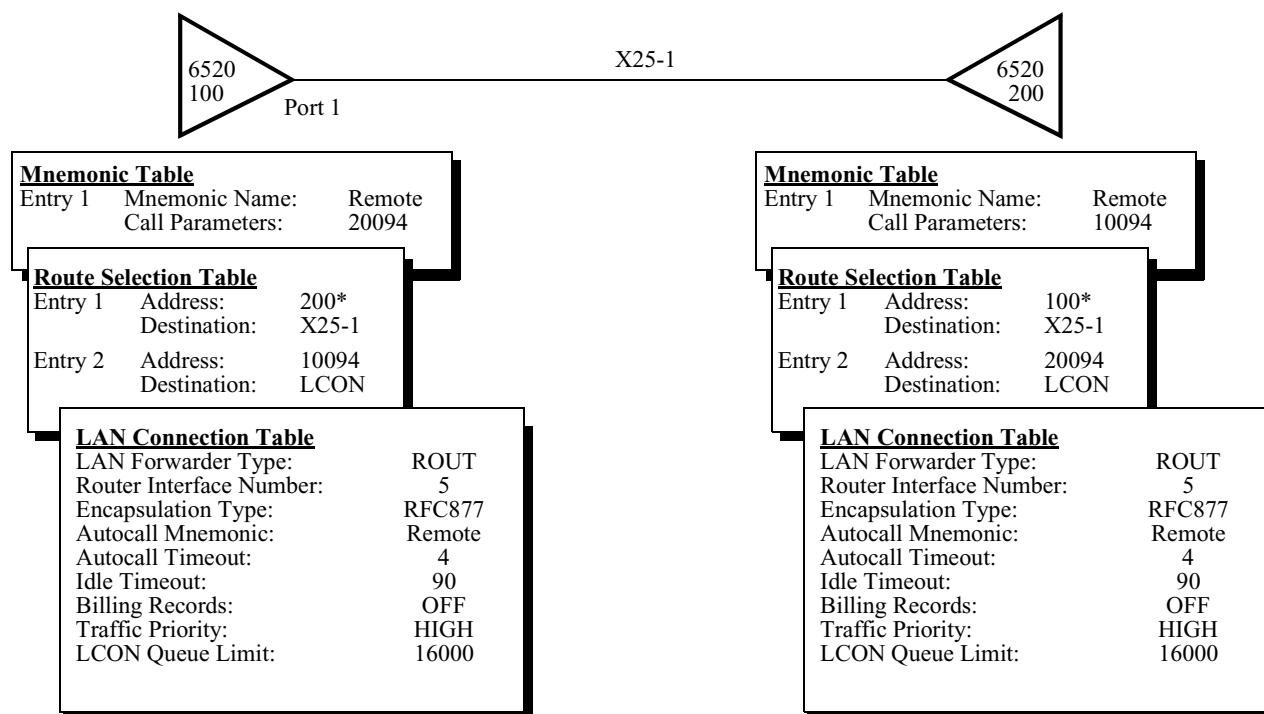 X25-1
6520
100
Port 1
6520
200
Mnemonic Table
Entry 1 Mnemonic Name: Remote
Call Parameters: 20094
Route Selection Table
Entry 1 Address: 200*
Destination: X25-1
Entry 2 Address: 10094
Destination: LCON
LAN Connection Table
LAN Forwarder Type: ROUT
Router Interface Number: 5
Encapsulation Type: RFC877
Autocall Mnemonic: Remote
Autocall Timeout: 4
Idle Timeout: 90
Billing Records: OFF
Traffic Priority: HIGH
LCON Queue Limit: 16000
Mnemonic Table
Entry 1 Mnemonic Name: Remote
Call Parameters: 10094
Route Selection Table
Entry 1 Address: 100*
Destination: X25-1
Entry 2 Address: 20094
Destination: LCON
LAN Connection Table
LAN Forwarder Type: ROUT
Router Interface Number: 5
Encapsulation Type: RFC877
Autocall Mnemonic: Remote
Autocall Timeout: 4
Idle Timeout: 90
Billing Records: OFF
Traffic Priority: HIGH
LCON Queue Limit: 16000